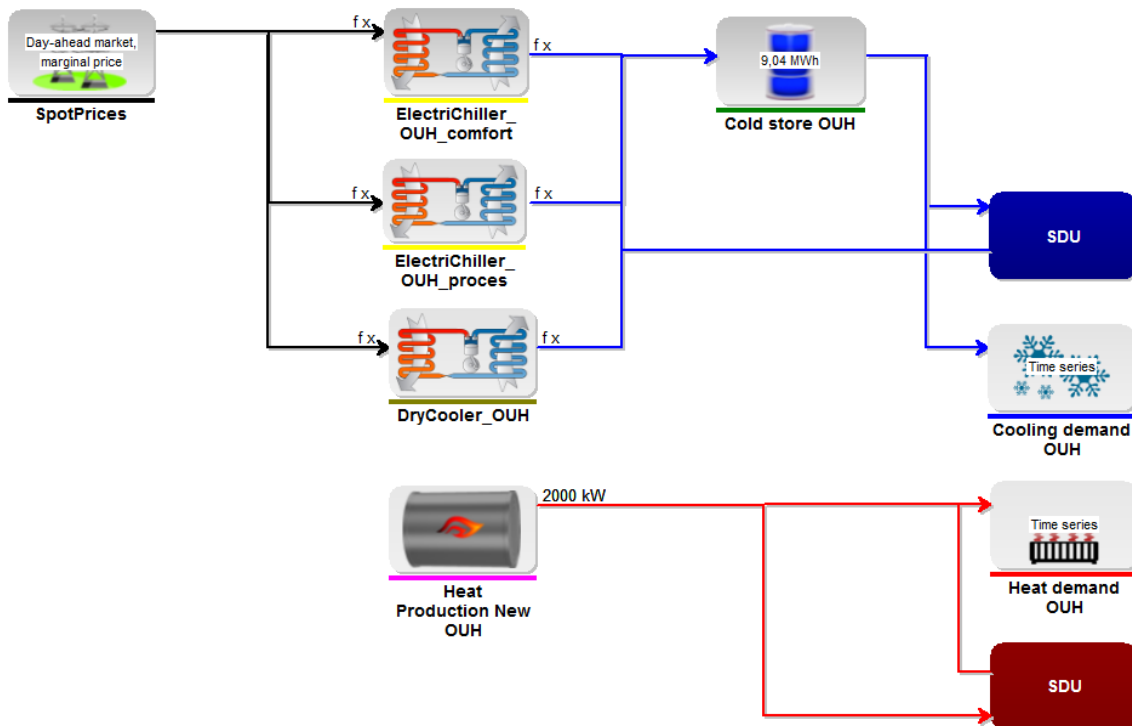 Day-ahead market,
marginal price
SpotPrices
f x
f x
ElectriChiller_
OUH_comfort
9,04 MWh
Cold store OUH
f x
f x
ElectriChiller_
OUH_proces
SDU
f x
f x
DryCooler_OUH
Time series
Cooling demand
OUH
2000 kW
Heat
Production New
OUH
Time series
Heat demand
OUH
SDU